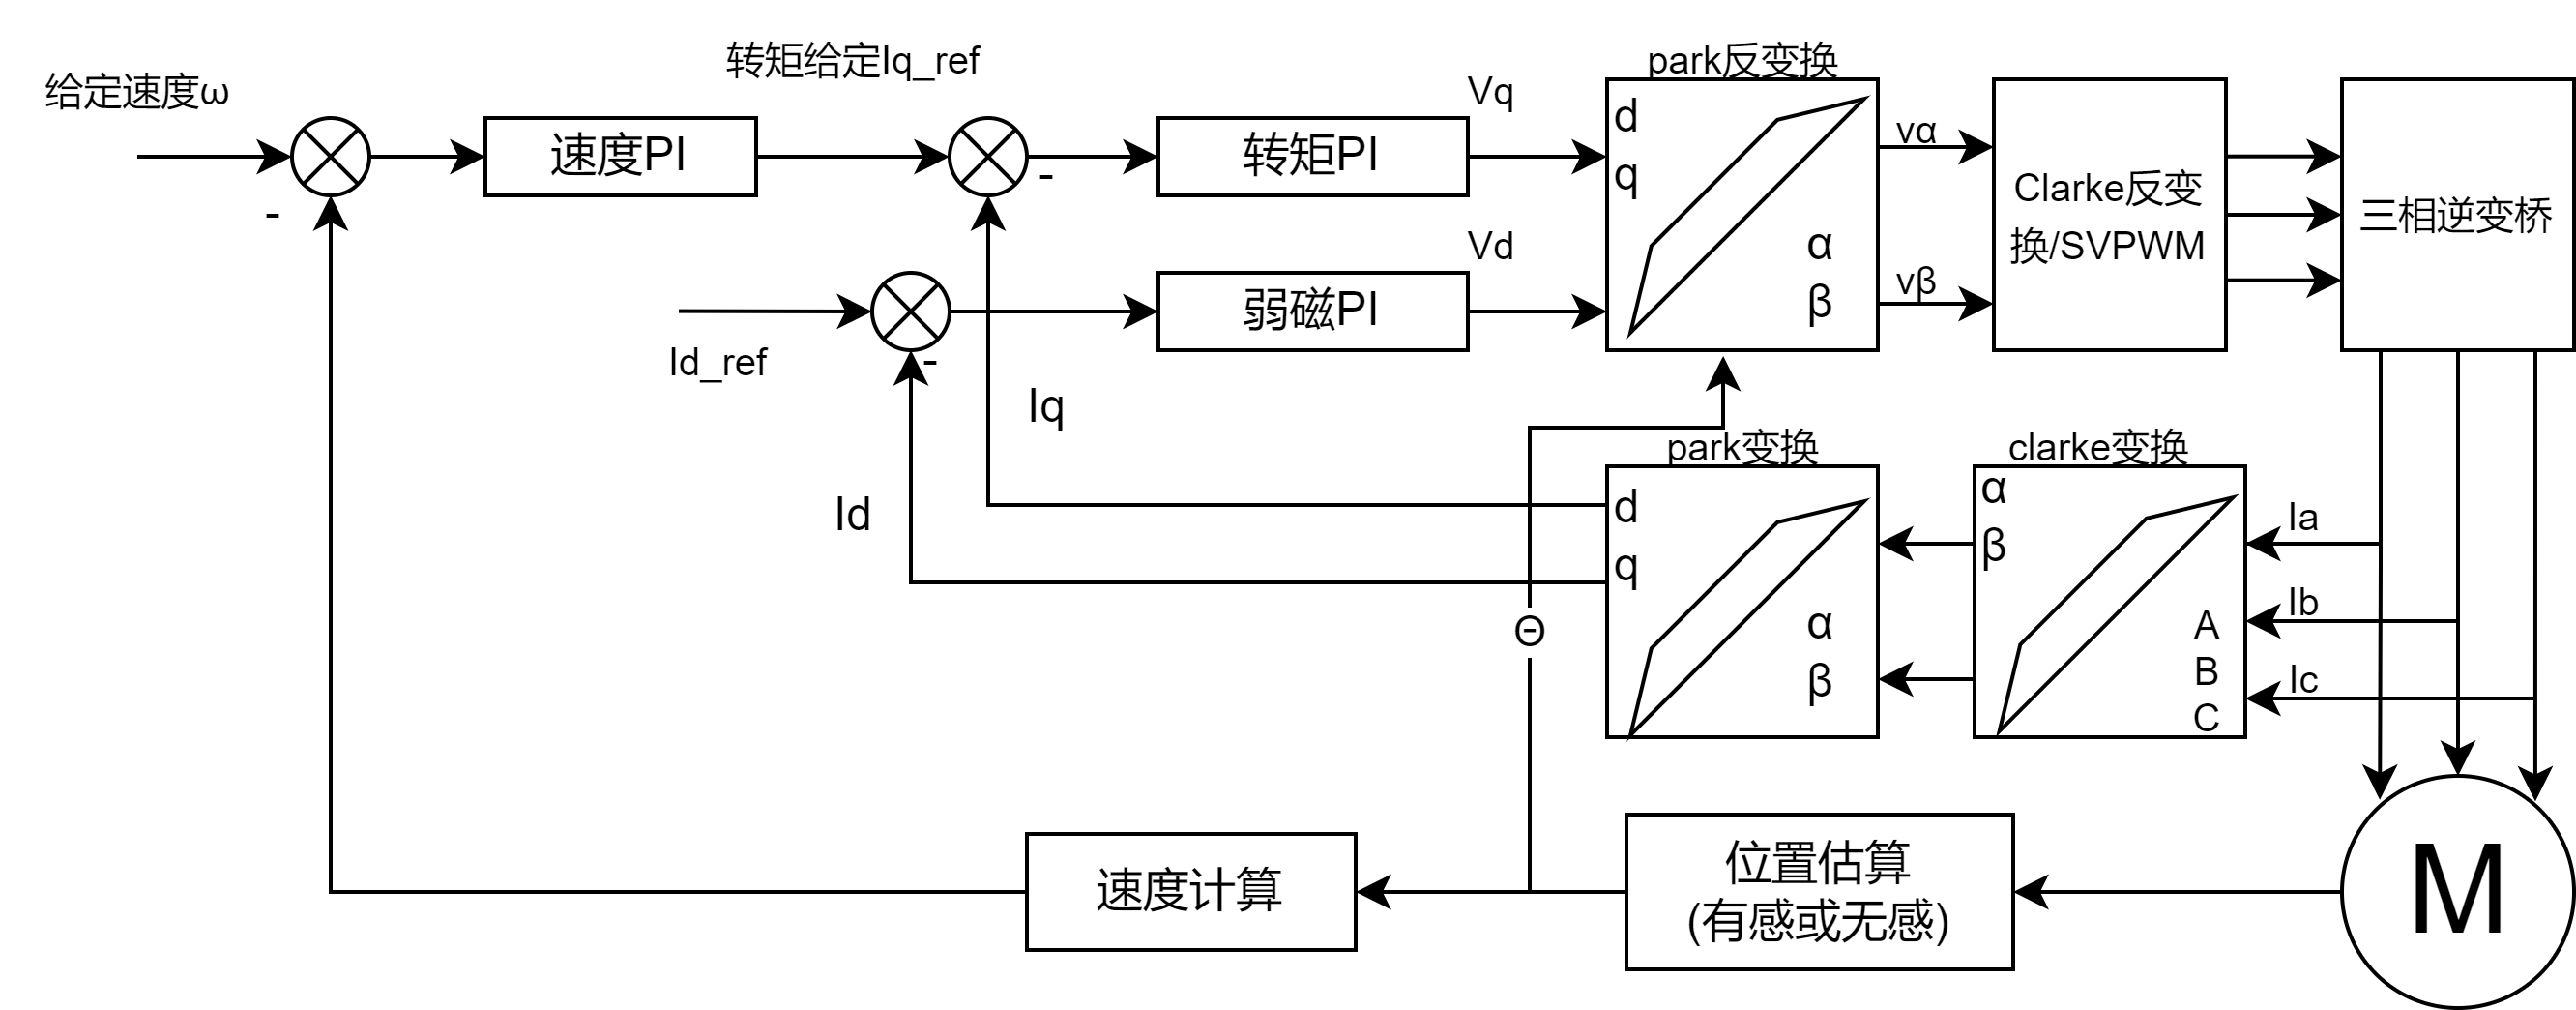 转矩给定Iq_ref
park反变换
给定速度ω
Vq
d
q
vα
速度PI
-
转矩PI
Clarke反变
换/SVPWM
三相逆变桥
-
Vd
α
β
vβ
弱磁PI
Id_ref
-
Iq
park变换
clarke变换
Id
d
q
α
β
α
β
Ia
Ib
Ic
A
B
C
Θ
速度计算
位置估算
(有感或无感)
M